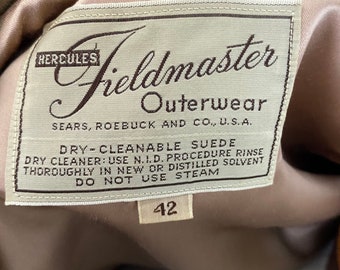 HERCULES
Fieldmaster
Outerwear
SEARS, ROEBUCK AND CO., U.S.A.
DRY-CLEANABLE SUEDE
DRY CLEANER: USE N.I.D. PROCEDURE RINSE
THOROUGHLY IN NEW OR DISTILLED SOLVENT
DO NOT USE STEAM
42